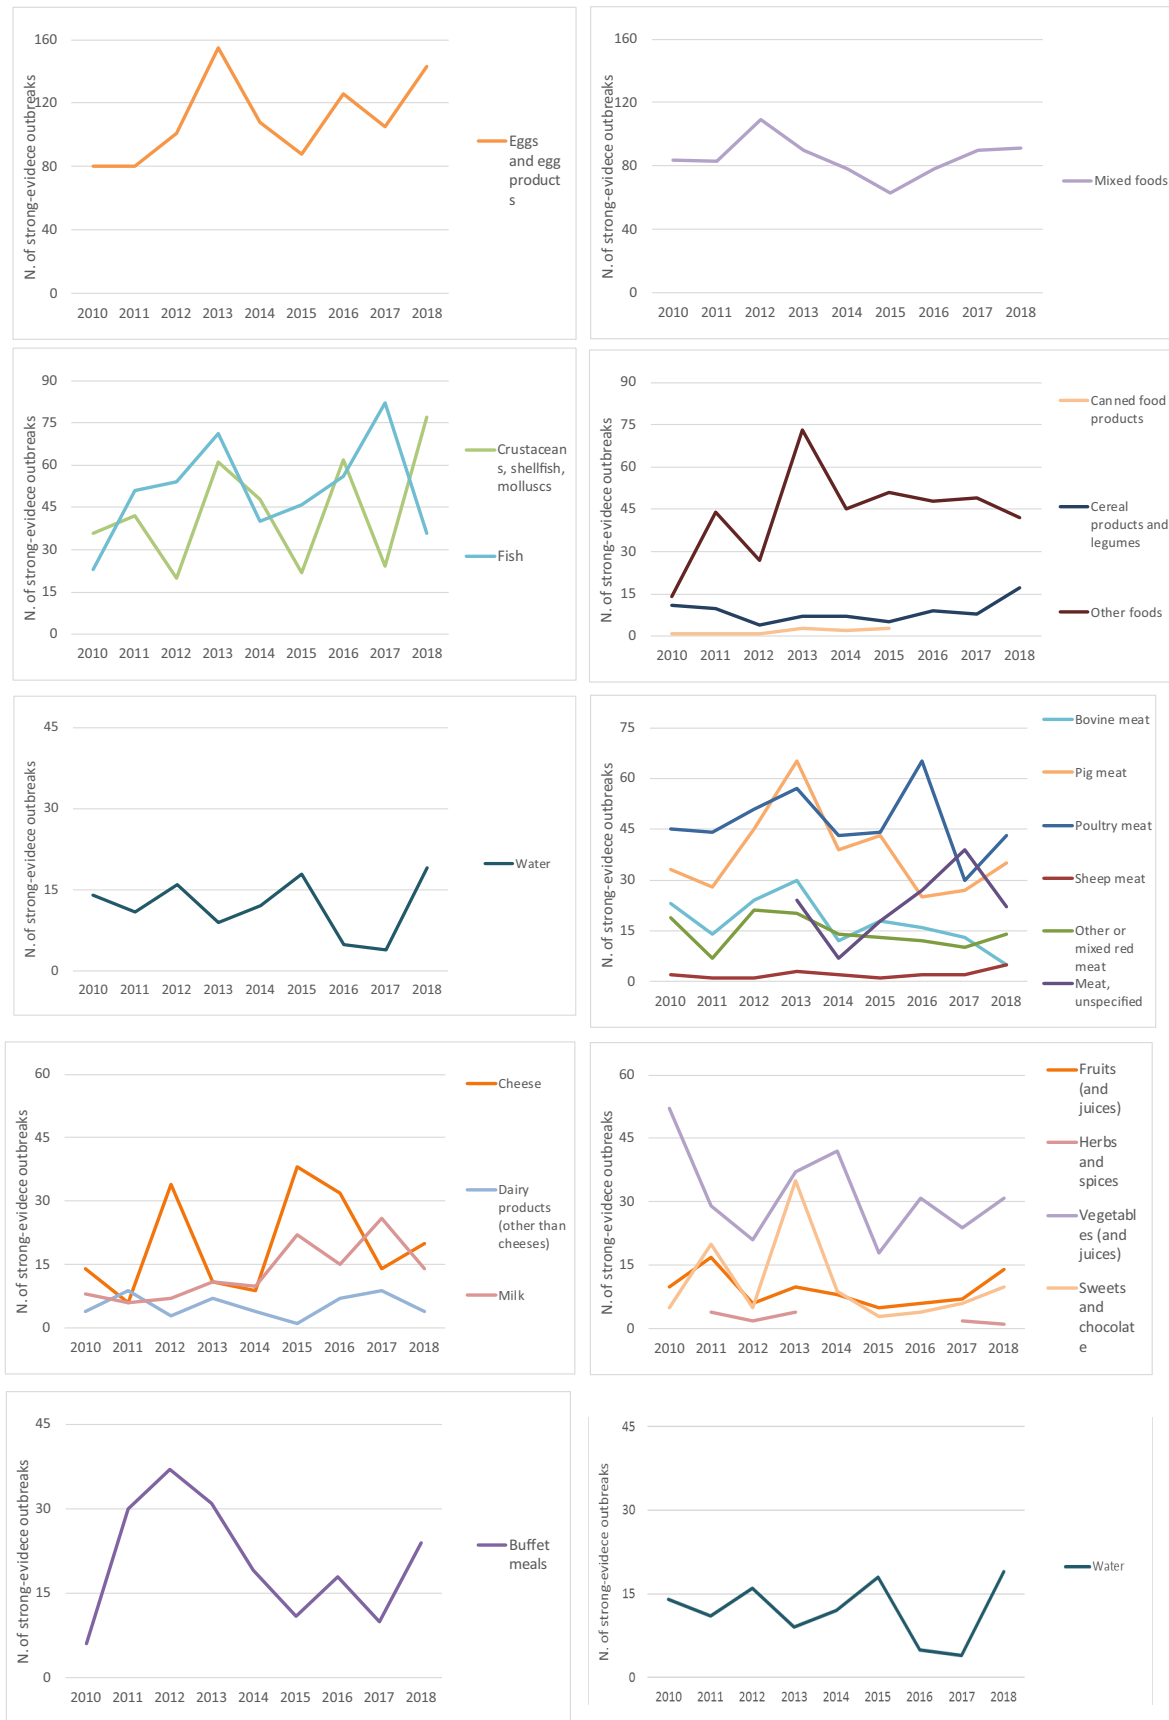 N. of strong-evidece outbreaks
160
120
80
40
0
2010 2011 2012 2013 2014 2015 2016 2017 2018
Eggs
and egg
product
s
N. of strong-evidece outbreaks
160
120
80
40
0
2010 2011 2012 2013 2014 2015 2016 2017 2018
Mixed foods
N. of strong-evidece outbreaks
90
75
60
45
30
15
0
2010 2011 2012 2013 2014 2015 2016 2017 2018
Crustacean
s, shellfish,
molluscs
Fish
N. of strong-evidece outbreaks
90
75
60
45
30
15
0
2010 2011 2012 2013 2014 2015 2016 2017 2018
Canned food
products
Cereal
products and
legumes
Other foods
N. of strong-evidece outbreaks
45
30
15
0
2010 2011 2012 2013 2014 2015 2016 2017 2018
Water
N. of strong-evidece outbreaks
75
60
45
30
15
0
2010 2011 2012 2013 2014 2015 2016 2017 2018
Bovine meat
Pig meat
Poultry meat
Sheep meat
Other or
mixed red
meat
Meat,
unspecified
N. of strong-evidece outbreaks
60
45
30
15
0
2010 2011 2012 2013 2014 2015 2016 2017 2018
Cheese
Dairy
products
(other than
cheeses)
Milk
N. of strong-evidece outbreaks
60
45
30
15
0
2010 2011 2012 2013 2014 2015 2016 2017 2018
Fruits
(and
juices)
Herbs
and
spices
Vegetabl
es (and
juices)
Sweets
and
chocolat
e
N. of strong-evidece outbreaks
45
30
15
0
2010 2011 2012 2013 2014 2015 2016 2017 2018
Buffet
meals
N. of strong-evidece outbreaks
45
30
15
0
2010 2011 2012 2013 2014 2015 2016 2017 2018
Water